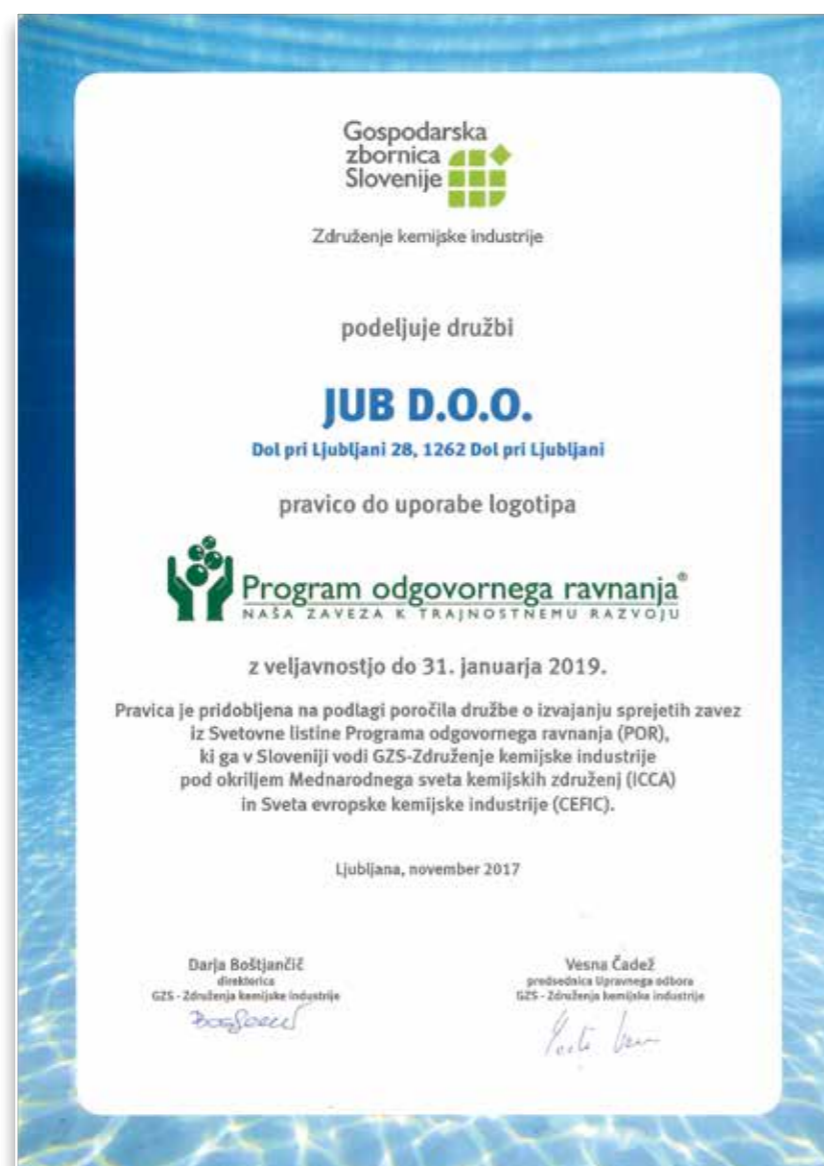 Gospodarska
zbornica
Slovenije
Združenje kemijske industrije
podeljuje družbi
JUB D.O.O.
Dol pri Ljubljani 28, 1262 Dol pri Ljubljani
pravico do uporabe logotipa
Program odgovornega ravnanja®
NAŠA ZAVEZA K TRAJNOSTNEMU RAZVOJU
z veljavnostjo do 31. januarja 2019.
Pravica je pridobljena na podlagi poročila družbe o izvajanju sprejetih zavez
iz Svetovne listine Programa odgovornega ravnanja (POR),
ki ga v Sloveniji vodi GZS-Združenje kemijske industrije
pod okriljem Mednarodnega sveta kemijskih združenj (ICCA)
in Sveta evropske kemijske industrije (CEFIC).
Ljubljana, november 2017
Darja Boštjančič
direktorica
GZS - Združenja kemijske industrije
Vesna Čadež
predsednica Upravnega odbora
GZS - Združenja kemijske industrije